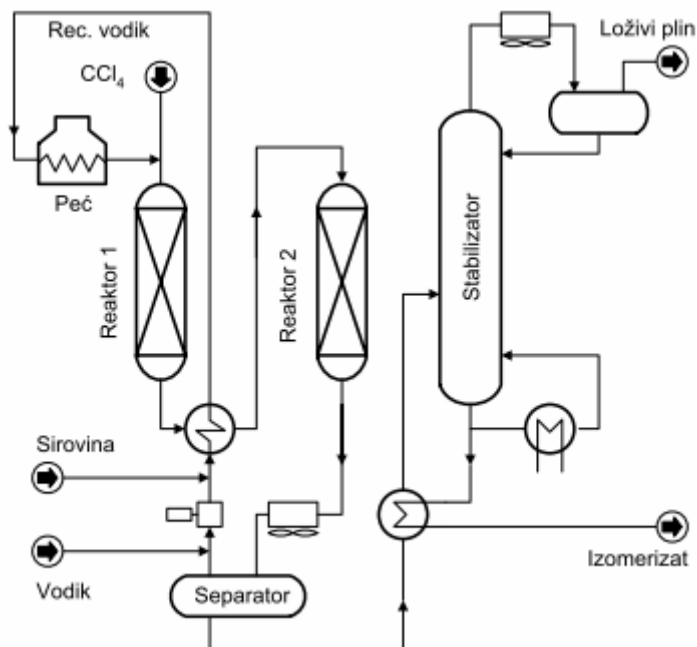 Rec. vodik
CCl₄
Peć
Reaktor 1
Reaktor 2
Stabilizator
Loživi plin
Sirovina
Vodik
Separator
Izomerizat